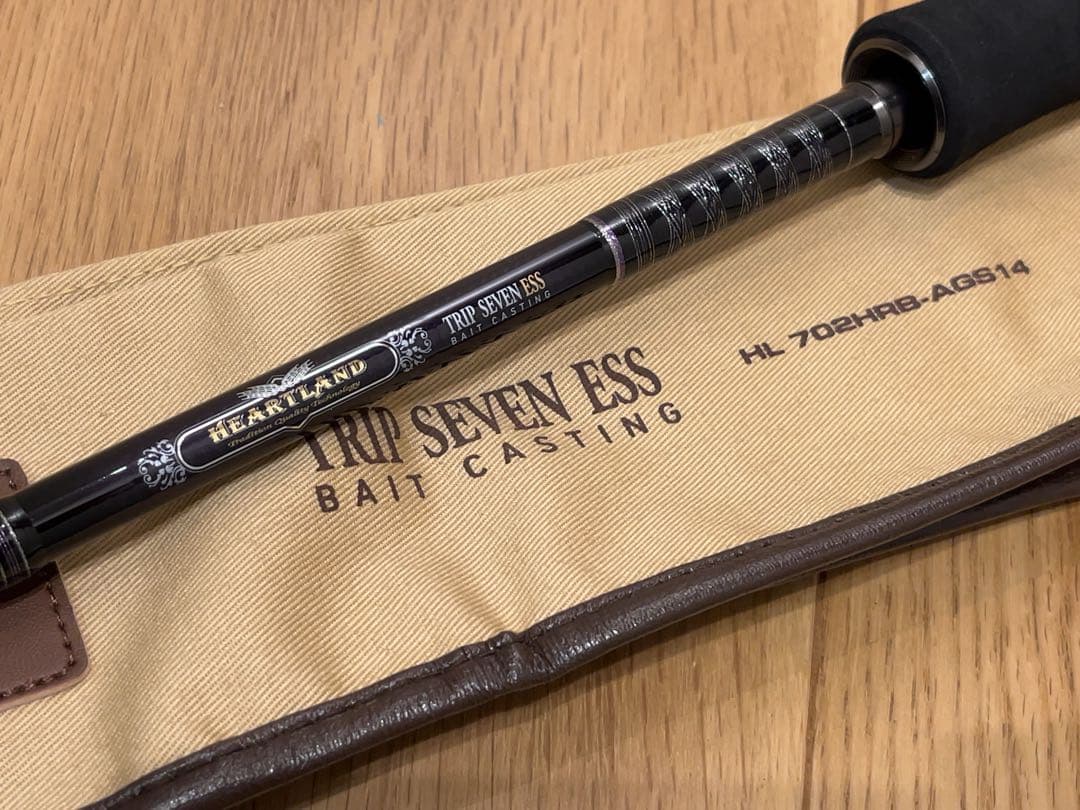 HEARTLAND
Tradition Quality Technology
TRIP SEVEN ESS
BAIT CASTING
TRIP SEVEN ESS
BAIT CASTING
HL 702HRB-AGS14